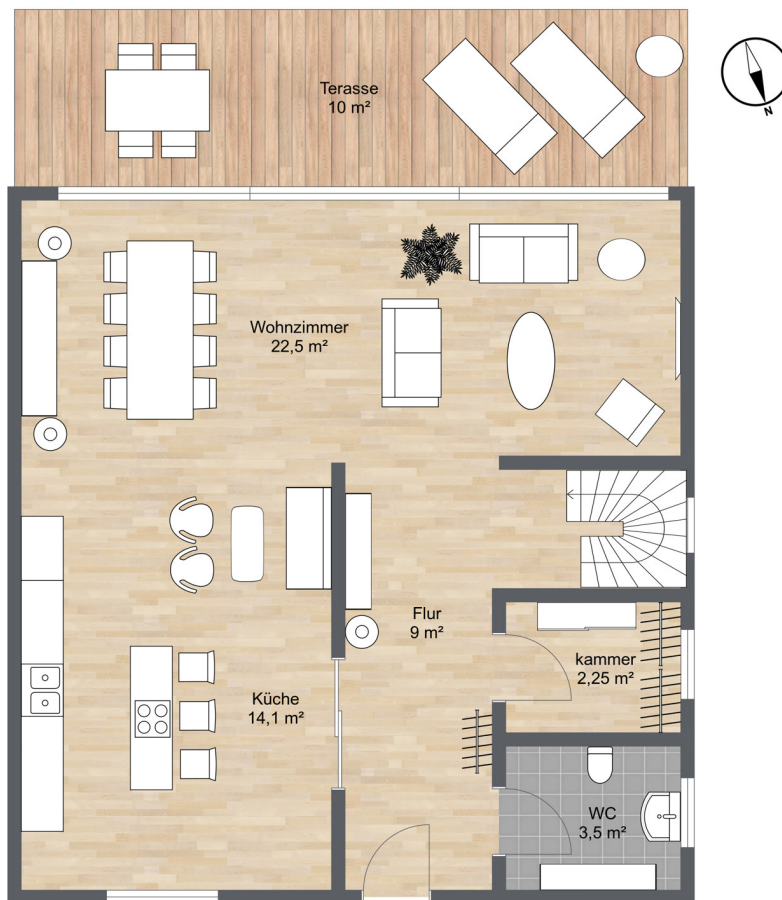 Terasse
10 m²
N
Wohnzimmer
22,5 m²
Flur
9 m²
kammer
2,25 m²
Küche
14,1 m²
WC
3,5 m²